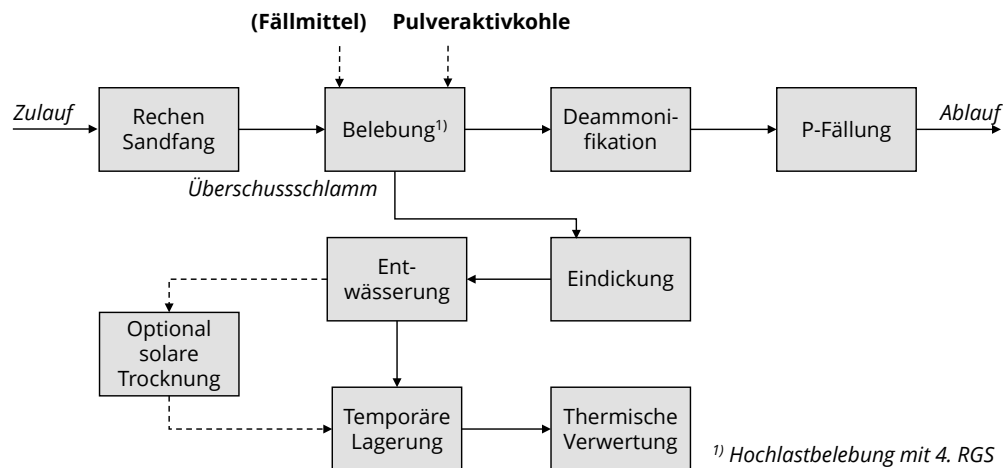 (Fällmittel) Pulveraktivkohle
Zulauf
Rechen
Sandfang
Belebung¹⁾
Deammoni-
fikation
P-Fällung
Ablauf
Überschussschlamm
Ent-
wässerung
Eindickung
Optional
solare
Trocknung
Temporäre
Lagerung
Thermische
Verwertung
¹⁾ Hochlastbelebung mit 4. RGS